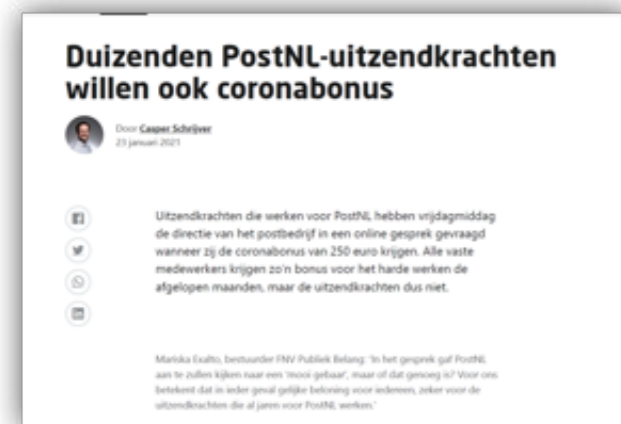 Duizenden PostNL-uitzendkrachten
willen ook coronabonus
Door Casper Schrijver
23 januari 2021
Uitzendkrachten die werken voor PostNL, hebben vrijdagmiddag
de directie van het postbedrijf in een online gesprek gevraagd
wanneer zij de coronabonus van 250 euro krijgen. Alle vaste
medewerkers krijgen zo'n bonus voor het harde werken de
afgelopen maanden, maar de uitzendkrachten dus niet.
Mariska Exalto, bestuurder FNV Publiek Belang: 'In het gesprek gaf PostNL
aan te zullen kijken naar een 'mooi gebaar', maar of dat genoeg is? Voor ons
betekent dat in ieder geval gelijke beloning voor iedereen, zeker voor de
uitzendkrachten die al jaren voor PostNL werken.'